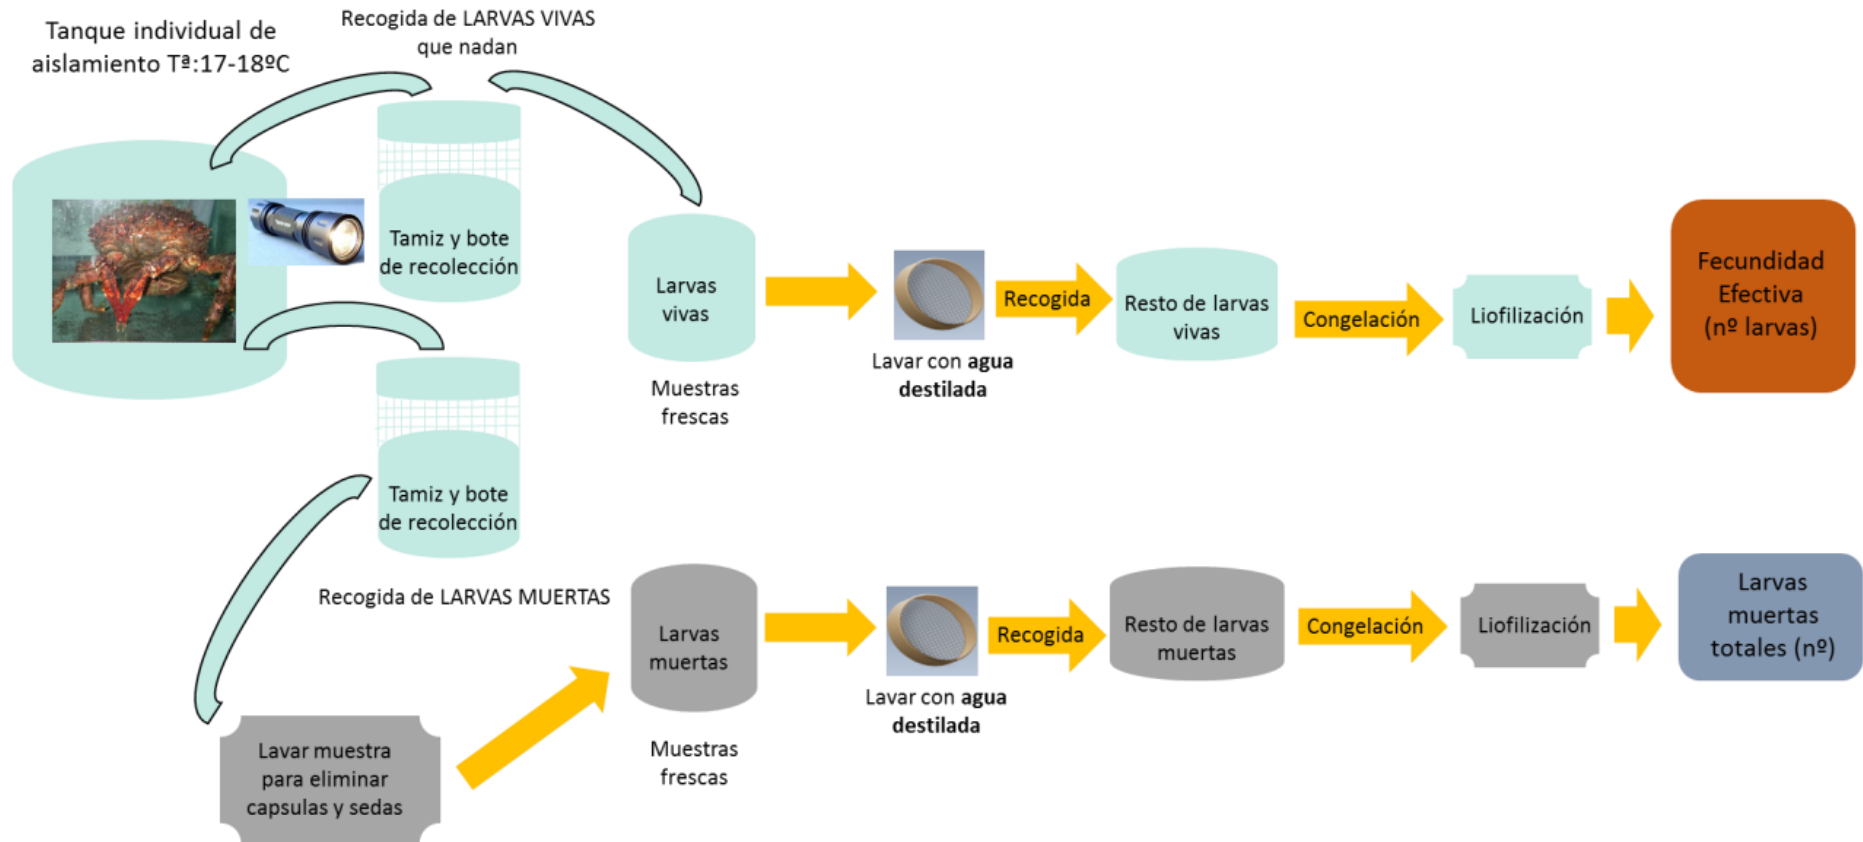 Tanque individual de
aislamiento Tª:17-18ºC
Recogida de LARVAS VIVAS
que nadan
Tamiz y bote
de recolección
Larvas
vivas
Muestras
frescas
Lavar con agua
destilada
Recogida
Resto de larvas
vivas
Congelación
Liofilización
Fecundidad
Efectiva
(nº larvas)
Tamiz y bote
de recolección
Recogida de LARVAS MUERTAS
Lavar muestra
para eliminar
capsulas y sedas
Larvas
muertas
Muestras
frescas
Lavar con agua
destilada
Recogida
Resto de larvas
muertas
Congelación
Liofilización
Larvas
muertas
totales (nº)